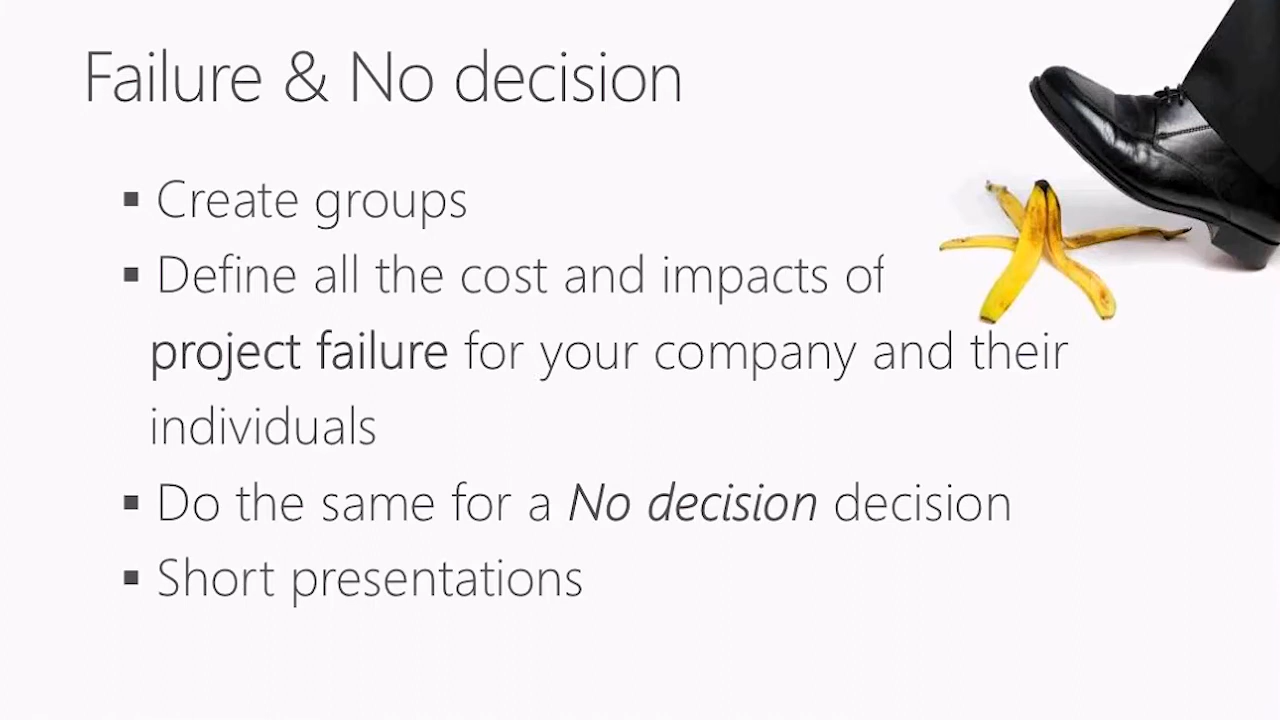 Failure & No decision
▪ Create groups
▪ Define all the cost and impacts of
project failure for your company and their
individuals
▪ Do the same for a No decision decision
▪ Short presentations